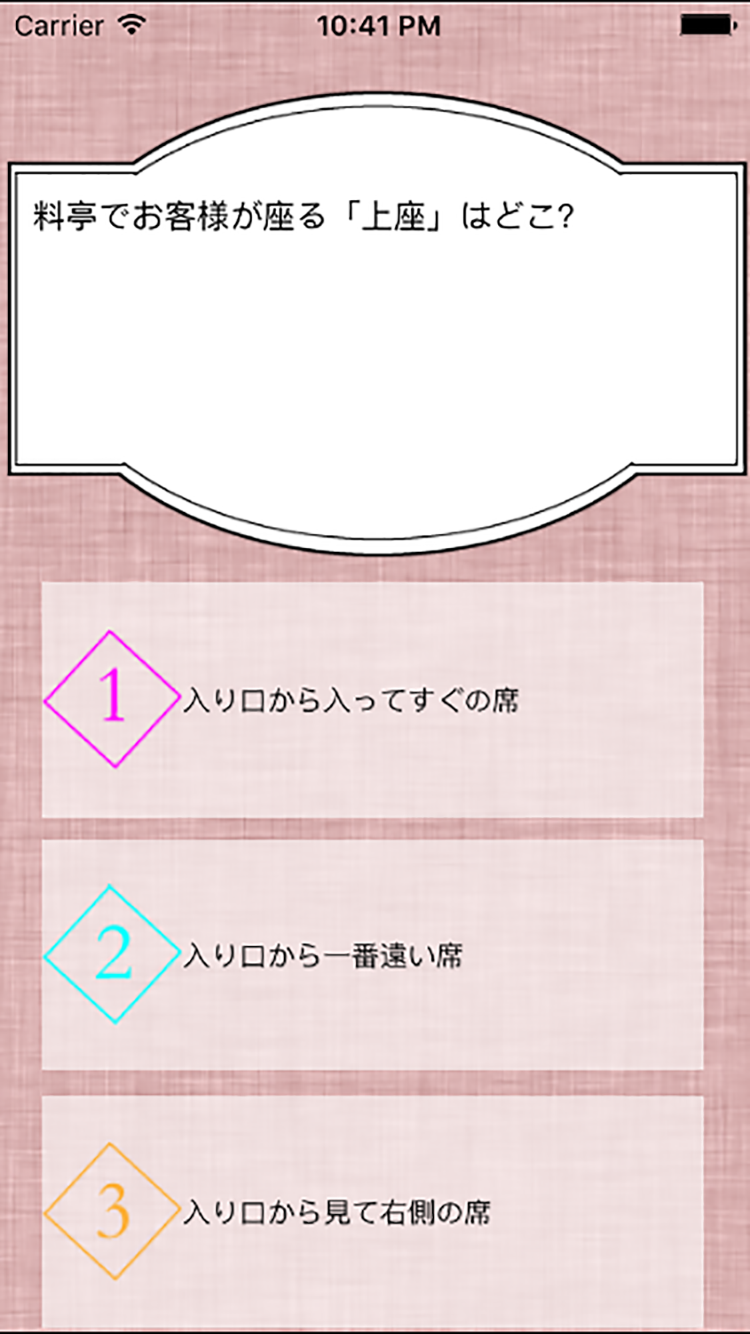 Carrier 10:41 PM
料亭でお客様が座る「上座」はどこ?
1 入り口から入ってすぐの席
2 入り口から一番遠い席
3 入り口から見て右側の席